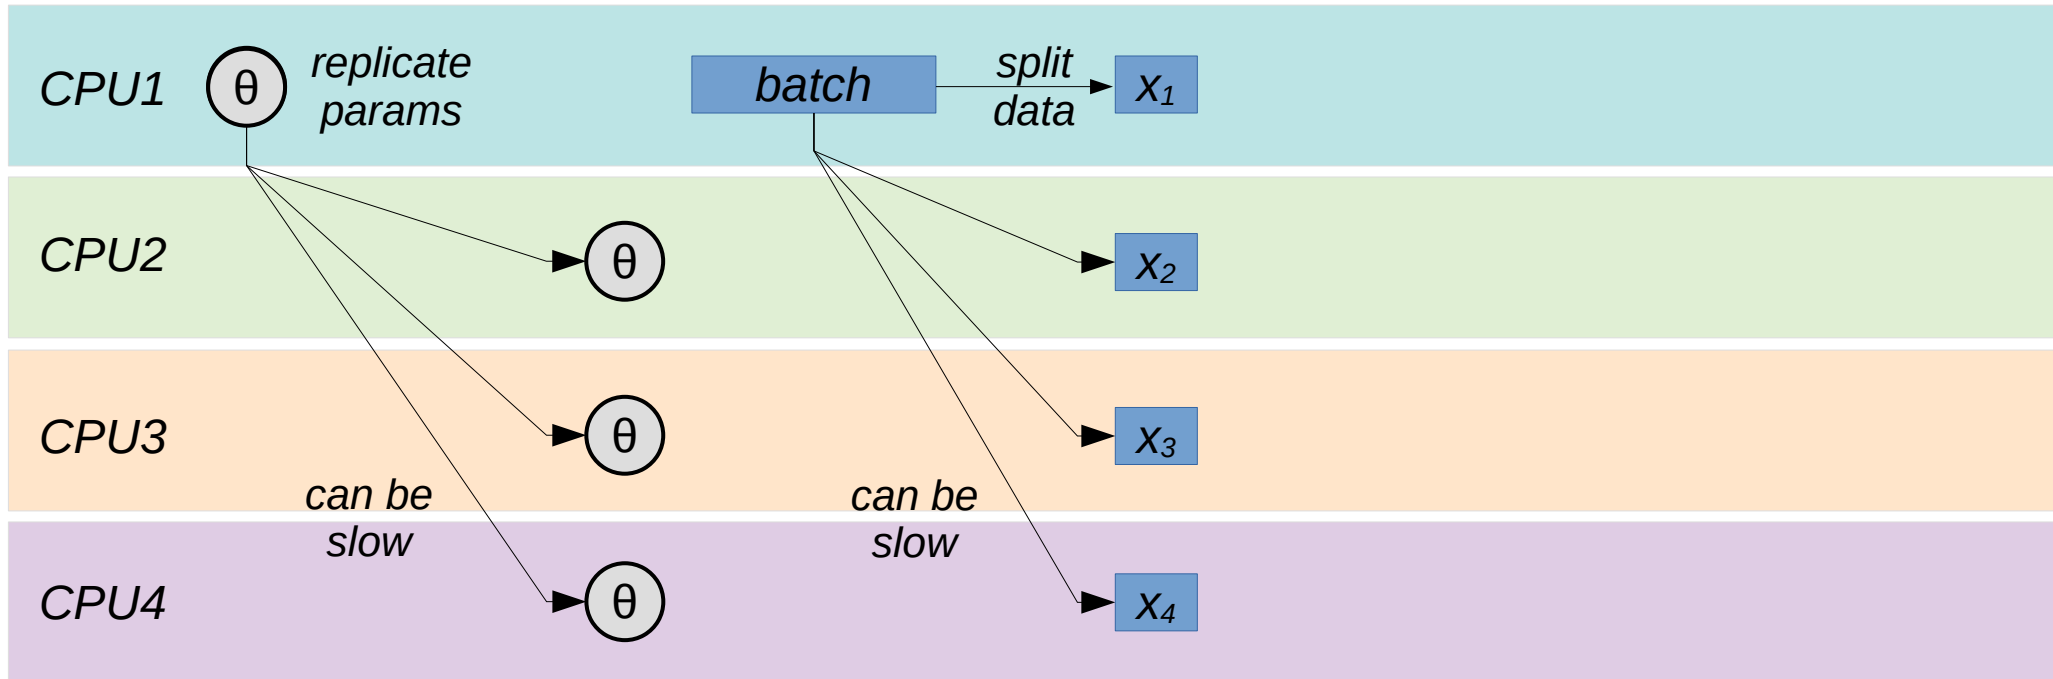 CPU1
θ
replicate
params
batch
split
data
x₁
CPU2
θ
x₂
CPU3
θ
x₃
can be
slow
can be
slow
CPU4
θ
x₄